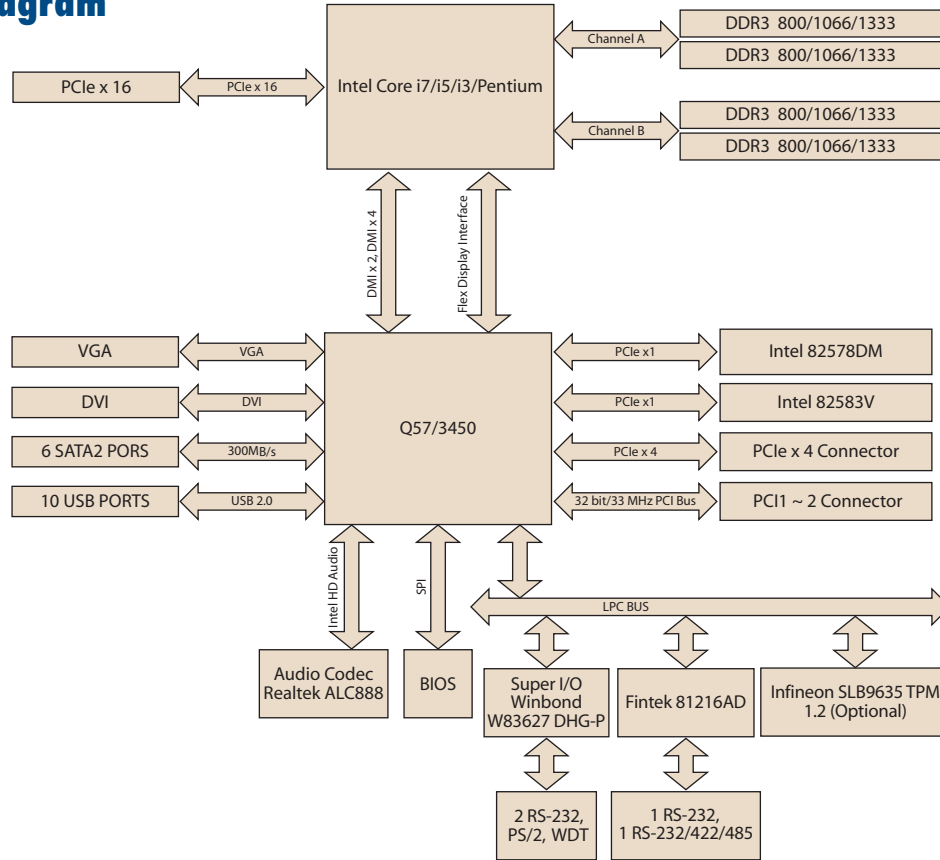 agram
DDR3 800/1066/1333
Channel A
DDR3 800/1066/1333
PCIe x 16
PCIe x 16
Intel Core i7/i5/i3/Pentium
DDR3 800/1066/1333
Channel B
DDR3 800/1066/1333
DMI x 2, DMI x 4
Flex Display Interface
VGA
VGA
PCIe x1
Intel 82578DM
DVI
DVI
Q57/3450
PCIe x1
Intel 82583V
6 SATA2 PORS
300MB/s
PCIe x 4
PCIe x 4 Connector
10 USB PORTS
USB 2.0
32 bit/33 MHz PCI Bus
PCI1 ~ 2 Connector
Intel HD Audio
SPI
LPC BUS
Audio Codec
Realtek ALC888
BIOS
Super I/O
Winbond
W83627 DHG-P
Fintek 81216AD
Infineon SLB9635 TPM
1.2 (Optional)
2 RS-232,
PS/2, WDT
1 RS-232,
1 RS-232/422/485